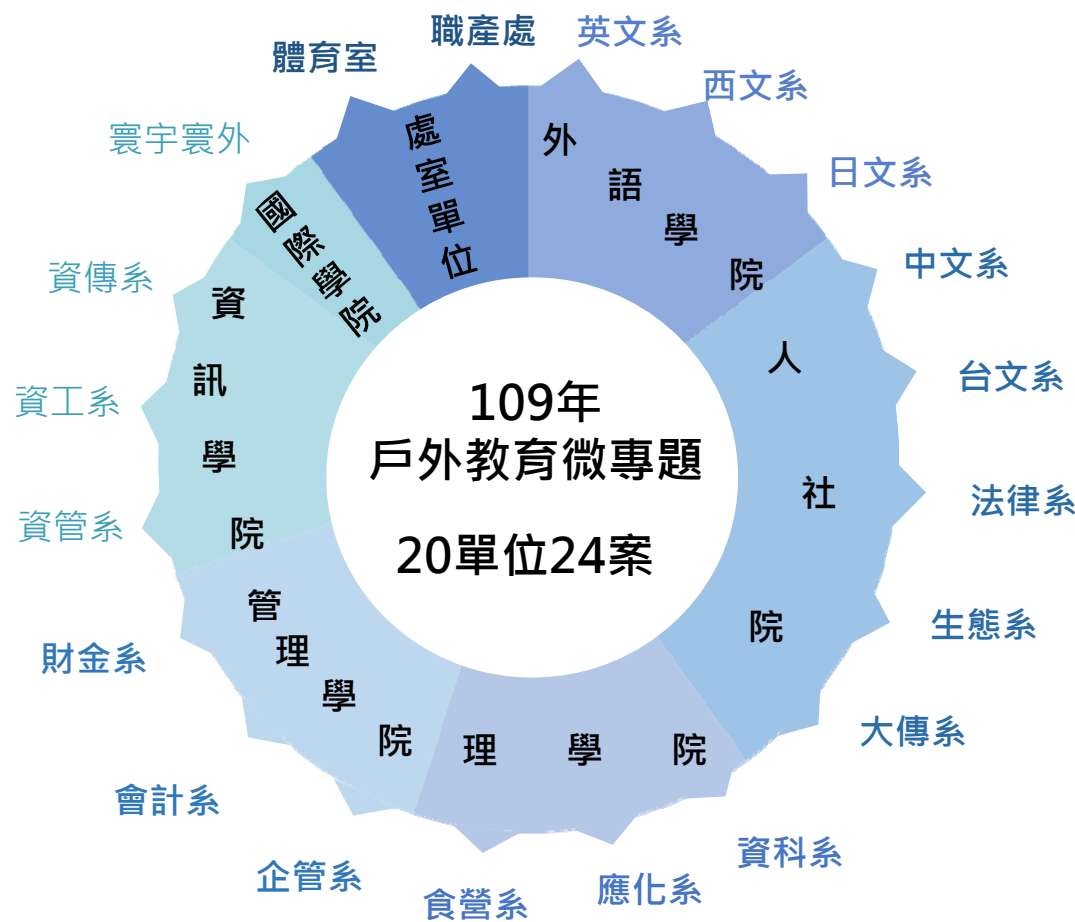 109年
戶外教育微專題
20單位24案
外語學院
英文系
西文系
日文系
人社院
中文系
台文系
法律系
生態系
大傳系
理學院
資科系
應化系
食營系
管理學院
企管系
會計系
財金系
資訊學院
資管系
資工系
資傳系
國際學院
寰宇寰外
處室單位
體育室
職產處